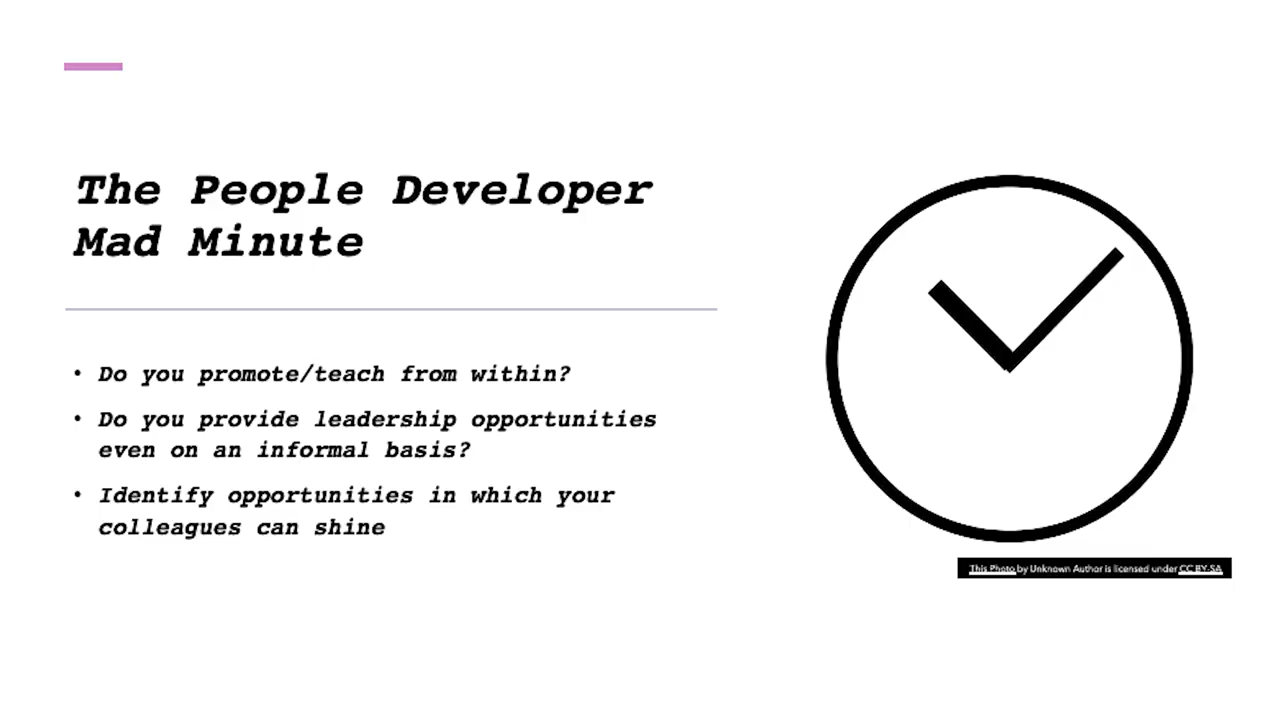 The People Developer
Mad Minute
• Do you promote/teach from within?
• Do you provide leadership opportunities
even on an informal basis?
• Identify opportunities in which your
colleagues can shine
This Photo by Unknown Author is licensed under CC BY-SA